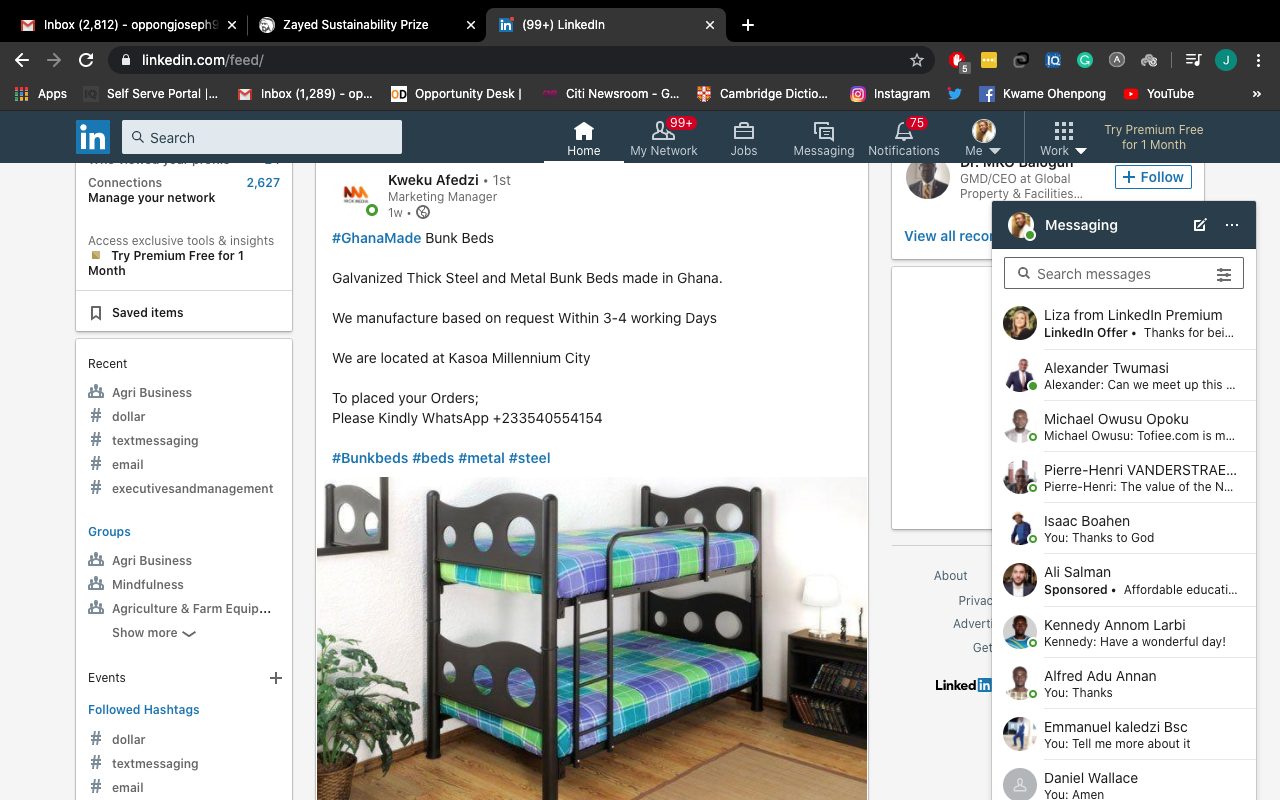 Inbox (2,812) - oppongjoseph9
Zayed Sustainability Prize
(99+) LinkedIn
linkedin.com/feed/
5
J
Apps
Self Serve Portal |...
Inbox (1,289) - op...
Opportunity Desk |
Citi Newsroom - G...
Cambridge Dictio...
Instagram
Kwame Ohenpong
YouTube
Search
Home
99+
My Network
Jobs
Messaging
75
Notifications
Me
Work
Try Premium Free
for 1 Month
Who viewed your profile
Connections 2,627
Manage your network
Access exclusive tools & insights
Try Premium Free for 1
Month
Saved items
Recent
Agri Business
# dollar
# textmessaging
# email
# executivesandmanagement
Groups
Agri Business
Mindfulness
Agriculture & Farm Equip...
Show more
Events
Followed Hashtags
# dollar
# textmessaging
# email
Kweku Afedzi • 1st
Marketing Manager
1w •
#GhanaMade Bunk Beds
Galvanized Thick Steel and Metal Bunk Beds made in Ghana.
We manufacture based on request Within 3-4 working Days
We are located at Kasoa Millennium City
To placed your Orders;
Please Kindly WhatsApp +233540554154
#Bunkbeds #beds #metal #steel
Dr. MKO Balogun
GMD/CEO at Global
Property & Facilities...
+ Follow
View all recor
About
Privac
Adverti
Get
Linked in
Messaging
Search messages
Liza from LinkedIn Premium
LinkedIn Offer • Thanks for bei...
Alexander Twumasi
Alexander: Can we meet up this ...
Michael Owusu Opoku
Michael Owusu: Tofiee.com is m...
Pierre-Henri VANDERSTRAE...
Pierre-Henri: The value of the N...
Isaac Boahen
You: Thanks to God
Ali Salman
Sponsored • Affordable educati...
Kennedy Annom Larbi
Kennedy: Have a wonderful day!
Alfred Adu Annan
You: Thanks
Emmanuel kaledzi Bsc
You: Tell me more about it
Daniel Wallace
You: Amen